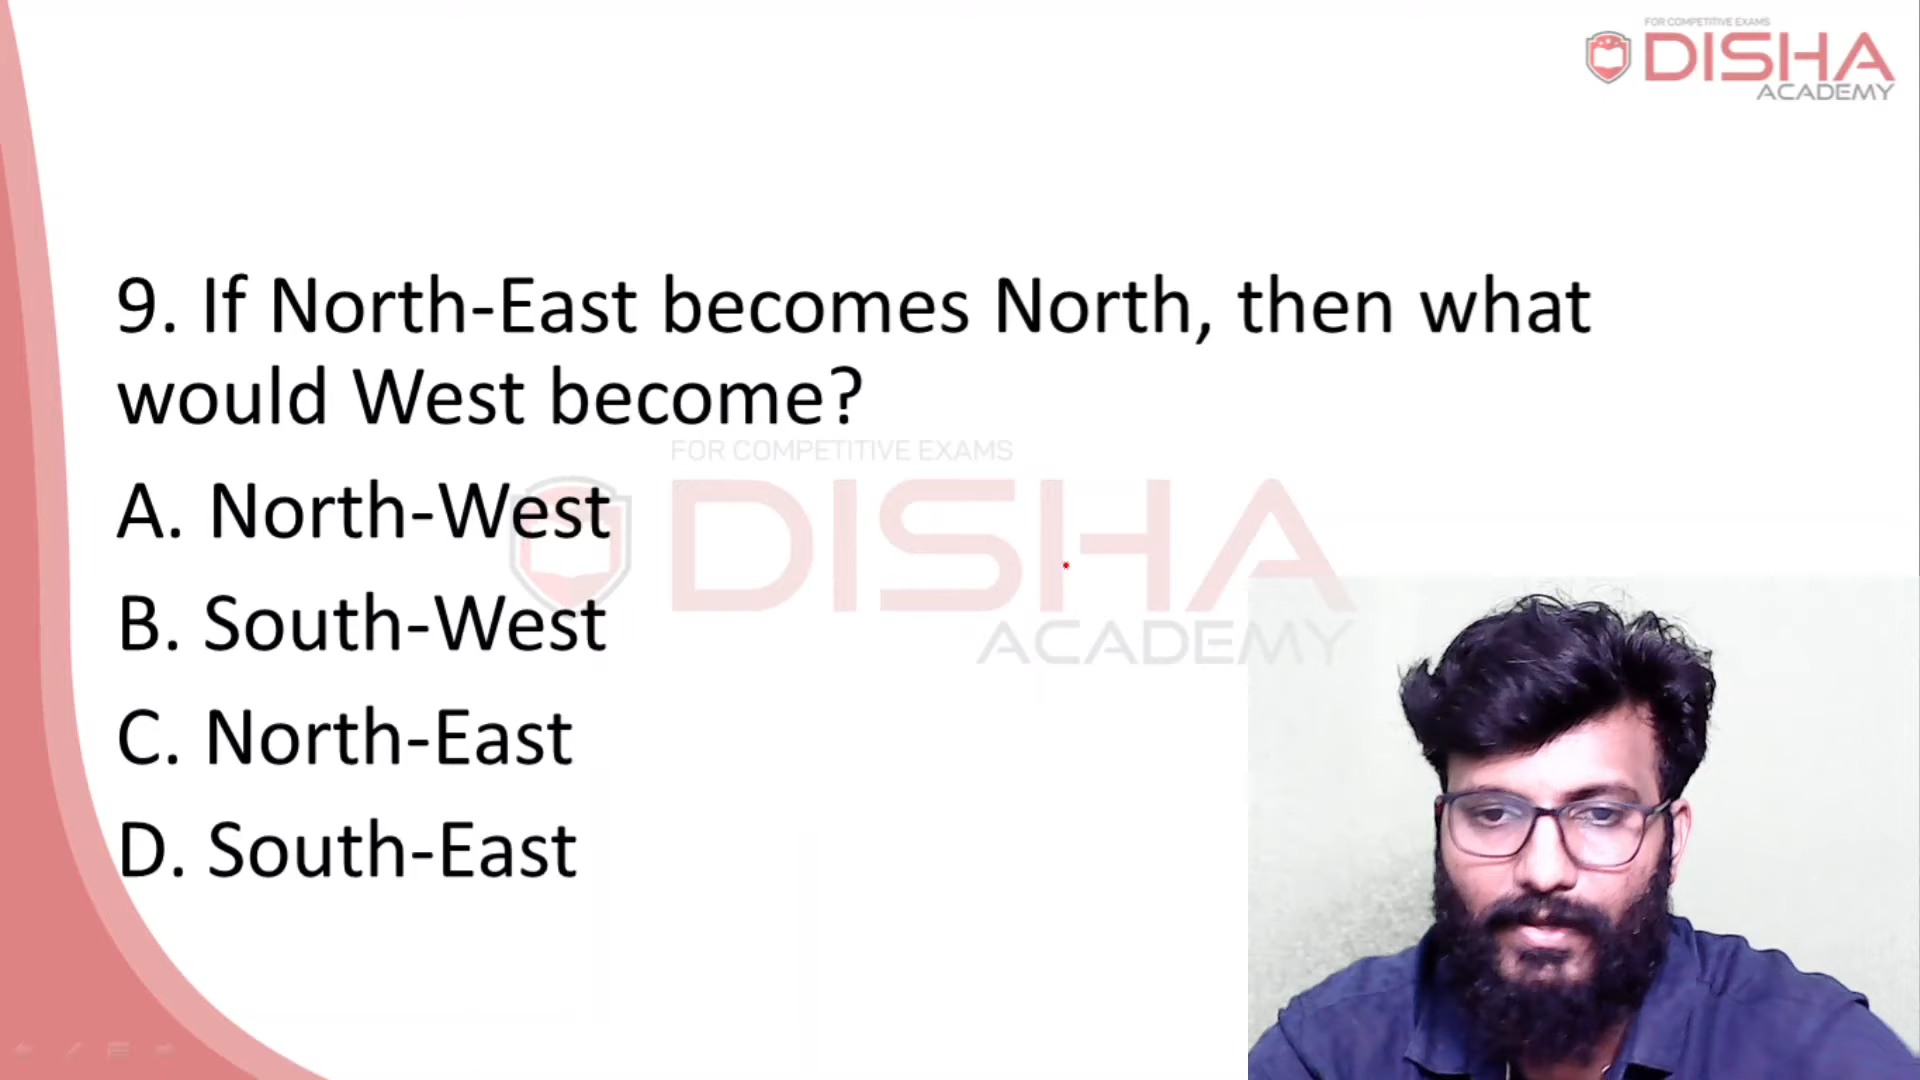 FOR COMPETITIVE EXAMS
DISHA
ACADEMY
9. If North-East becomes North, then what
would West become?
FOR COMPETITIVE EXAMS
DISHA
ACADEMY
A. North-West
B. South-West
C. North-East
D. South-East